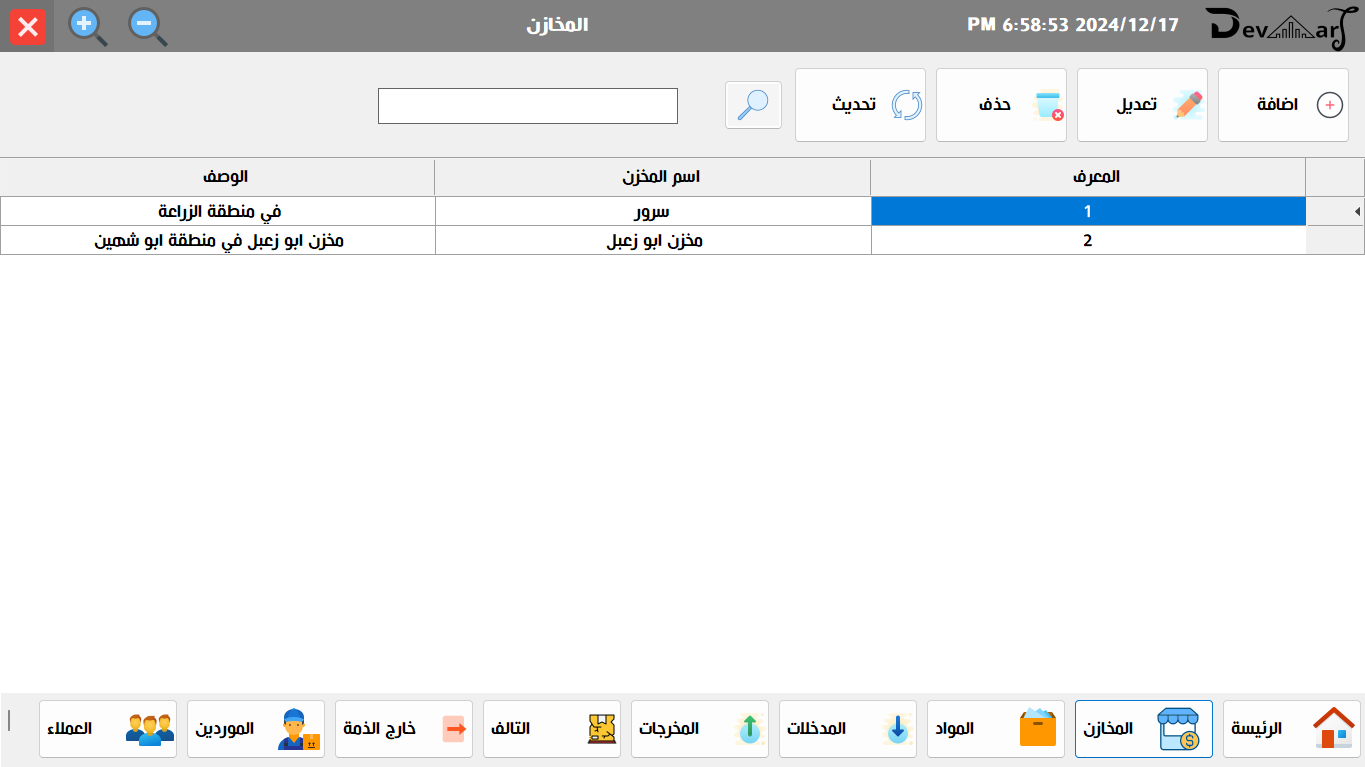 DevMart
2024/12/17 6:58:53 PM
المخازن
اضافة
تعديل
حذف
تحديث
المعرف اسم المخزن الوصف
1 سرور في منطقة الزراعة
2 مخزن ابو زعبل مخزن ابو زعبل في منطقة ابو شهين
الرئيسة
المخازن
المواد
المدخلات
المخرجات
التالف
خارج الذمة
الموردين
العملاء